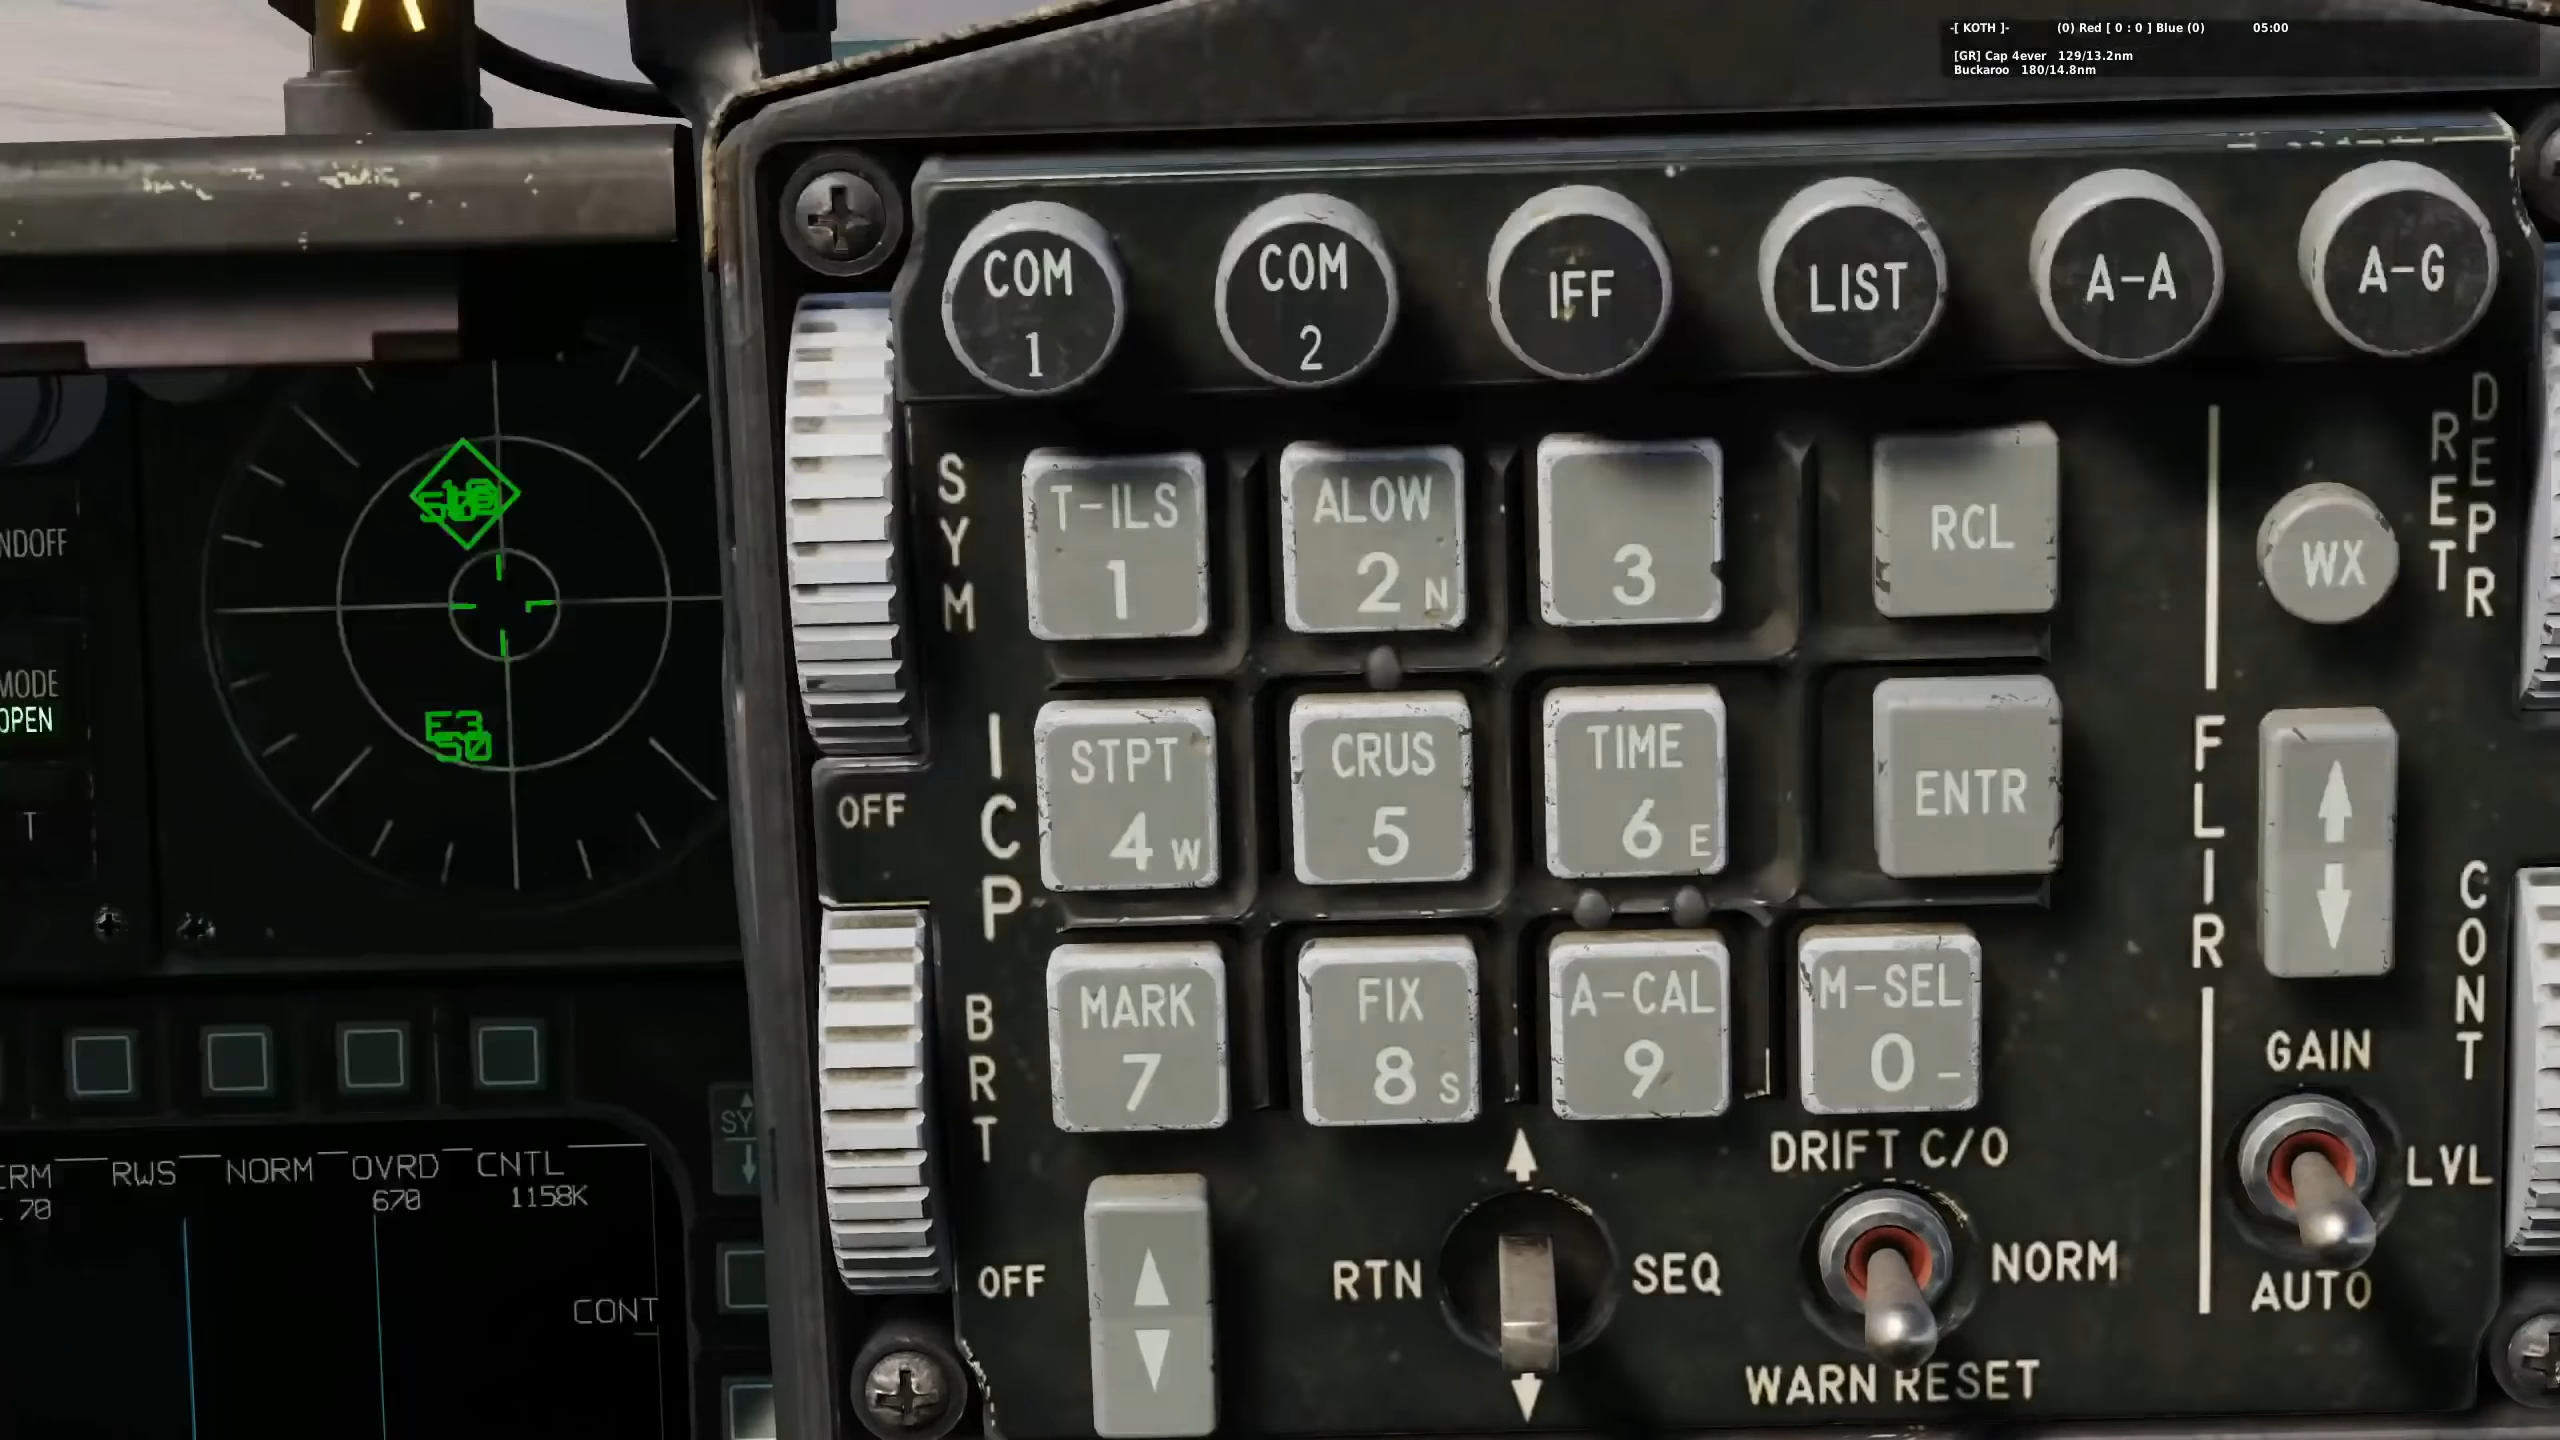 -[ KOTH ]- (0) Red [ 0 : 0 ] Blue (0) 05:00
[GR] Cap 4ever 129/13.2nm
Buckaroo 180/14.8nm
COM 1
COM 2
IFF
LIST
A-A
A-G
SYM
T-ILS 1
ALOW 2 N
3
RCL
WX
RET
DEPR
NDOFF
MODE
OPEN
T
E3
50
OFF
ICP
STPT 4 W
CRUS 5
TIME 6 E
ENTR
FLIR
CONT
BRT
MARK 7
FIX 8 S
A-CAL 9
M-SEL 0 -
GAIN
LVL
AUTO
DRIFT C/O
NORM
WARN RESET
OFF
RTN
SEQ
SY
CRM RWS NORM OVRD CNTL
70 670 1158K
CONT